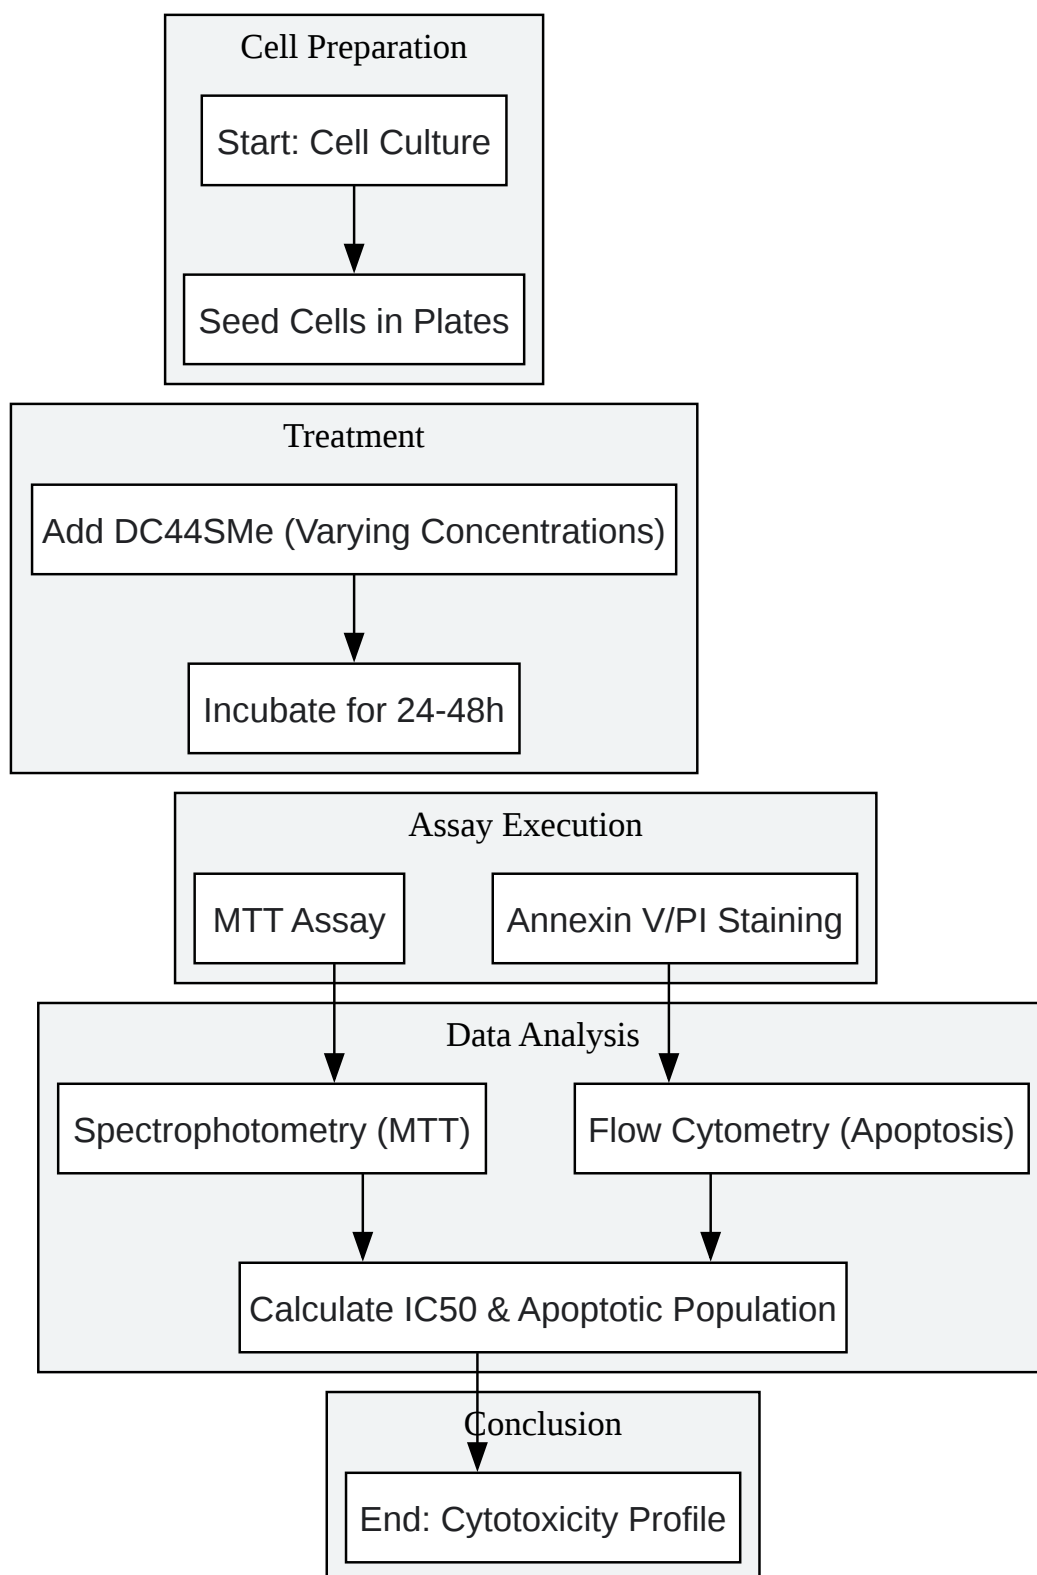 Cell Preparation
Start: Cell Culture
Seed Cells in Plates
Treatment
Add DC44SMe (Varying Concentrations)
Incubate for 24-48h
Assay Execution
MTT Assay
Annexin V/PI Staining
Data Analysis
Spectrophotometry (MTT)
Flow Cytometry (Apoptosis)
Calculate IC50 & Apoptotic Population
Conclusion
End: Cytotoxicity Profile